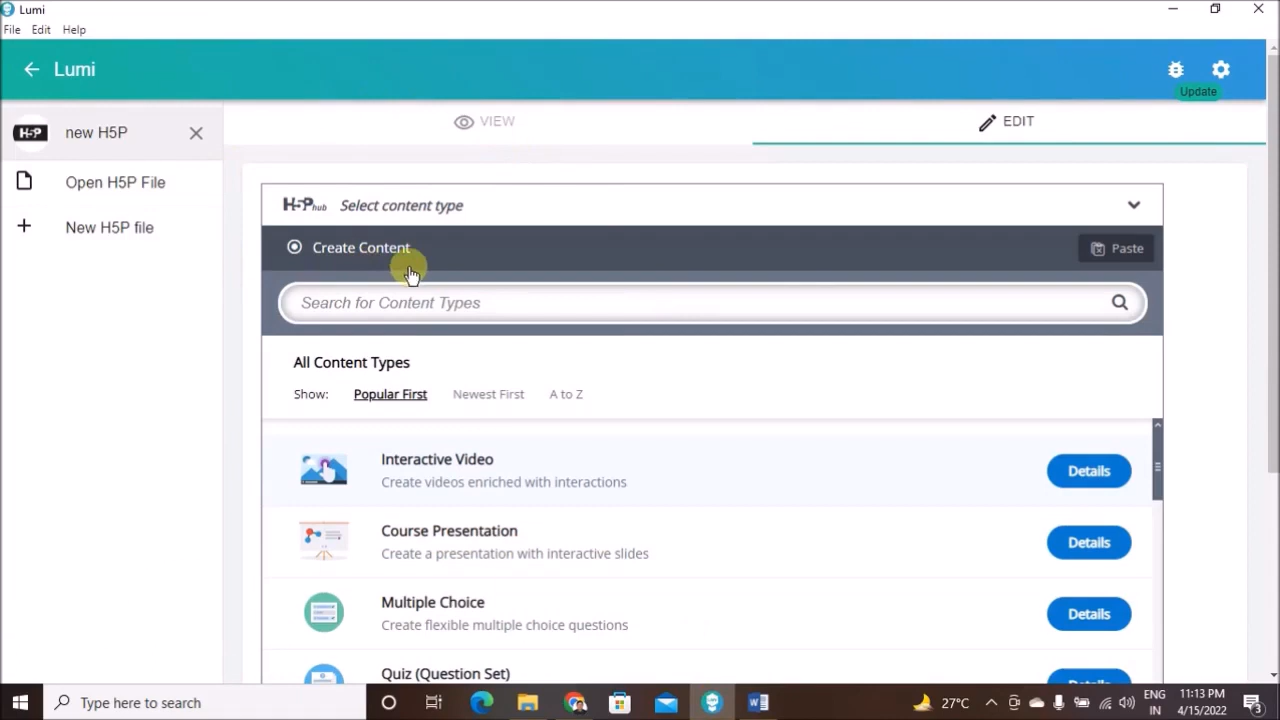 Lumi
File Edit Help
Lumi
Update
H5P new H5P
VIEW
EDIT
Open H5P File
New H5P file
H5Phub Select content type
Create Content
Paste
Search for Content Types
All Content Types
Show: Popular First Newest First A to Z
Interactive Video
Create videos enriched with interactions
Details
Course Presentation
Create a presentation with interactive slides
Details
Multiple Choice
Create flexible multiple choice questions
Details
Quiz (Question Set)
Details
Type here to search
27°C
ENG
IN
11:13 PM
4/15/2022
3